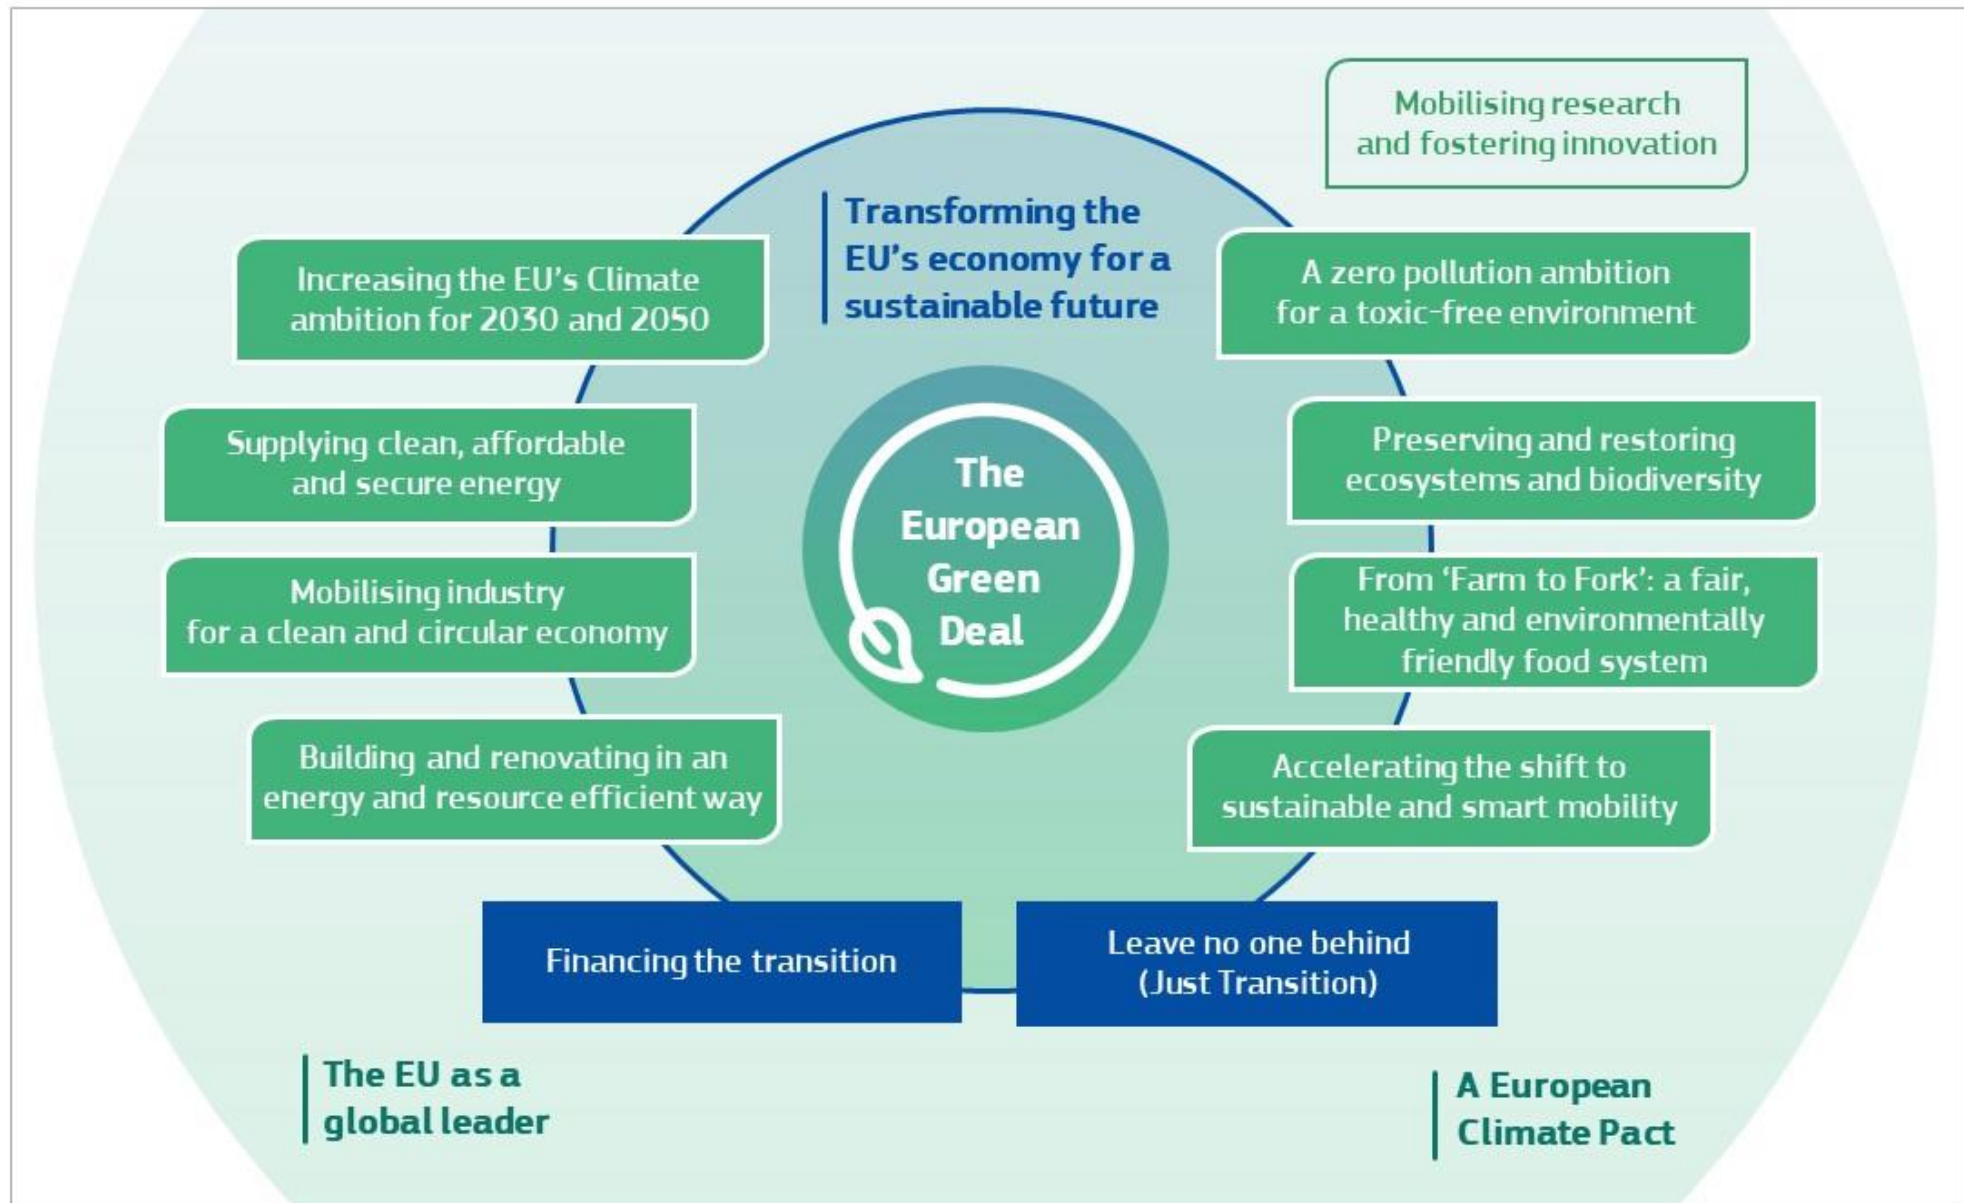 Mobilising research
and fostering innovation
Transforming the
EU's economy for a
sustainable future
Increasing the EU's Climate
ambition for 2030 and 2050
A zero pollution ambition
for a toxic-free environment
Supplying clean, affordable
and secure energy
Preserving and restoring
ecosystems and biodiversity
The
European
Green
Deal
Mobilising industry
for a clean and circular economy
From ‘Farm to Fork’: a fair,
healthy and environmentally
friendly food system
Building and renovating in an
energy and resource efficient way
Accelerating the shift to
sustainable and smart mobility
Financing the transition
Leave no one behind
(Just Transition)
The EU as a
global leader
A European
Climate Pact